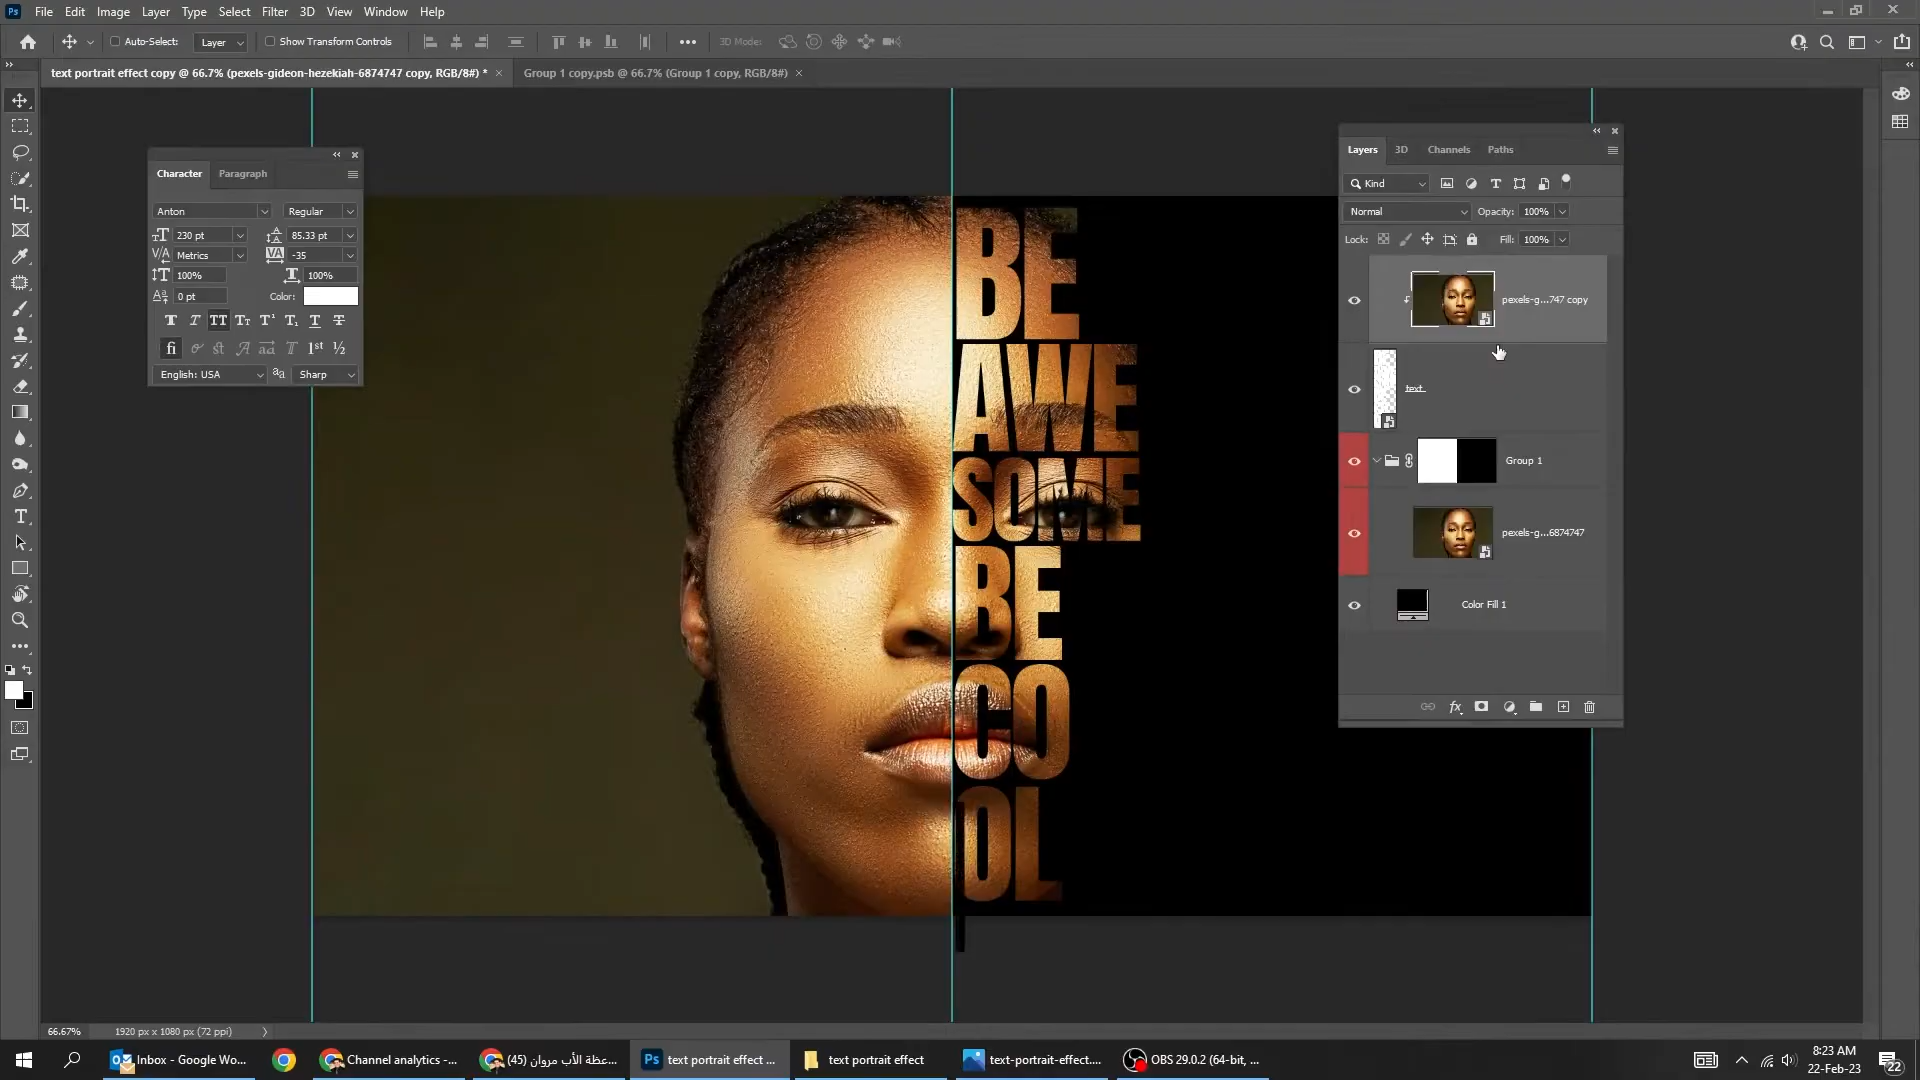 Ps File Edit Image Layer Type Select Filter 3D View Window Help
Auto-Select: Layer Show Transform Controls 3D Mode:
text portrait effect copy @ 66.7% (pexels-gideon-hezekiah-6874747 copy, RGB/8#) * Group 1 copy.psb @ 66.7% (Group 1 copy, RGB/8#)
Character Paragraph
Anton Regular
230 pt 85.33 pt
Metrics -35
100% 100%
0 pt Color:
English: USA Sharp
BE
AWE
SOME
BE
CO
OL
Layers 3D Channels Paths
Kind
Normal Opacity: 100%
Lock: Fill: 100%
pexels-g...747 copy
text
Group 1
pexels-g...6874747
Color Fill 1
66.67% 1920 px x 1080 px (72 ppi)
Inbox - Google Wo...
Channel analytics -...
(45) عظة الأب مروان...
text portrait effect ...
text portrait effect
text-portrait-effect....
OBS 29.0.2 (64-bit, ...
8:23 AM
22-Feb-23
22